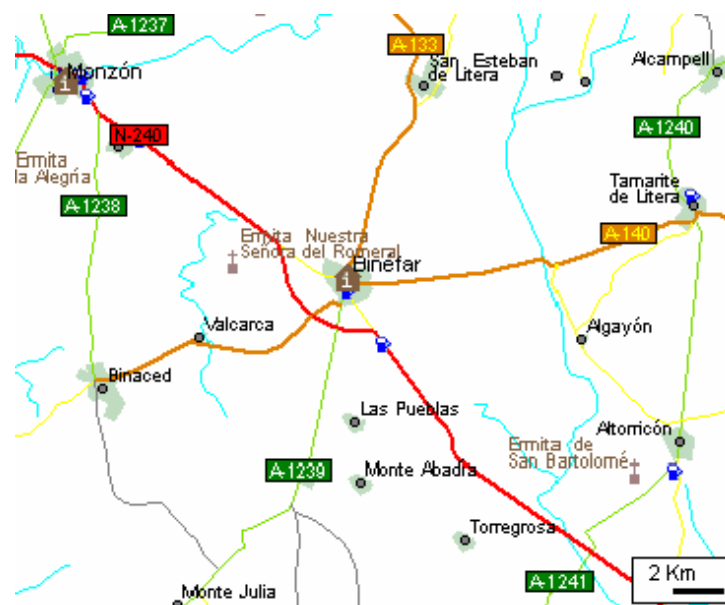 A-1237
A-133
San Esteban
de Litera
Alcampell
Monzón
N-240
A-1240
Ermita
la Alegría
A-1238
Tamarite
de Litera
A-140
Ermita Nuestra
Señora del Romeral
Binéfar
Valcarca
Algayón
Binaced
Las Pueblas
Altorricón
Ermita de
San Bartolomé
A-1239
Monte Abadía
Torregrosa
A-1241
2 Km
Monte Julia